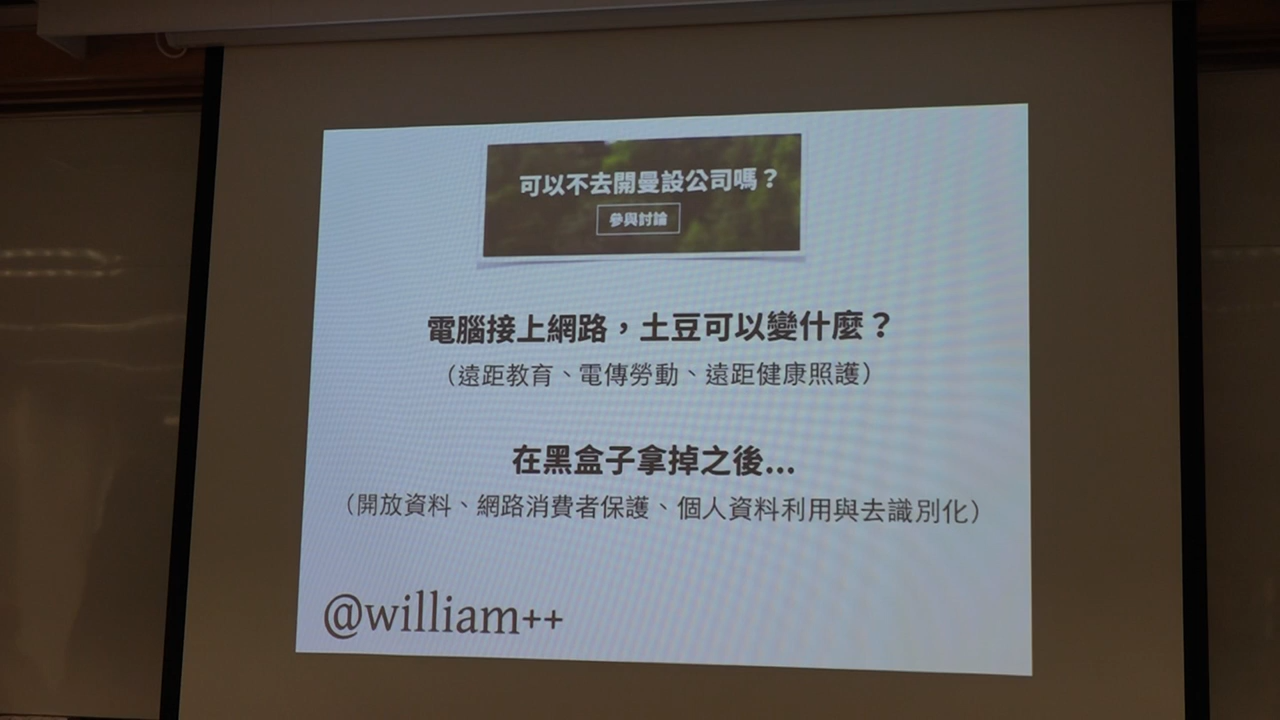 可以不去開曼設公司嗎？
參與討論
電腦接上網路，土豆可以變什麼？
（遠距教育、電傳勞動、遠距健康照護）
在黑盒子拿掉之後...
（開放資料、網路消費者保護、個人資料利用與去識別化）
@william++